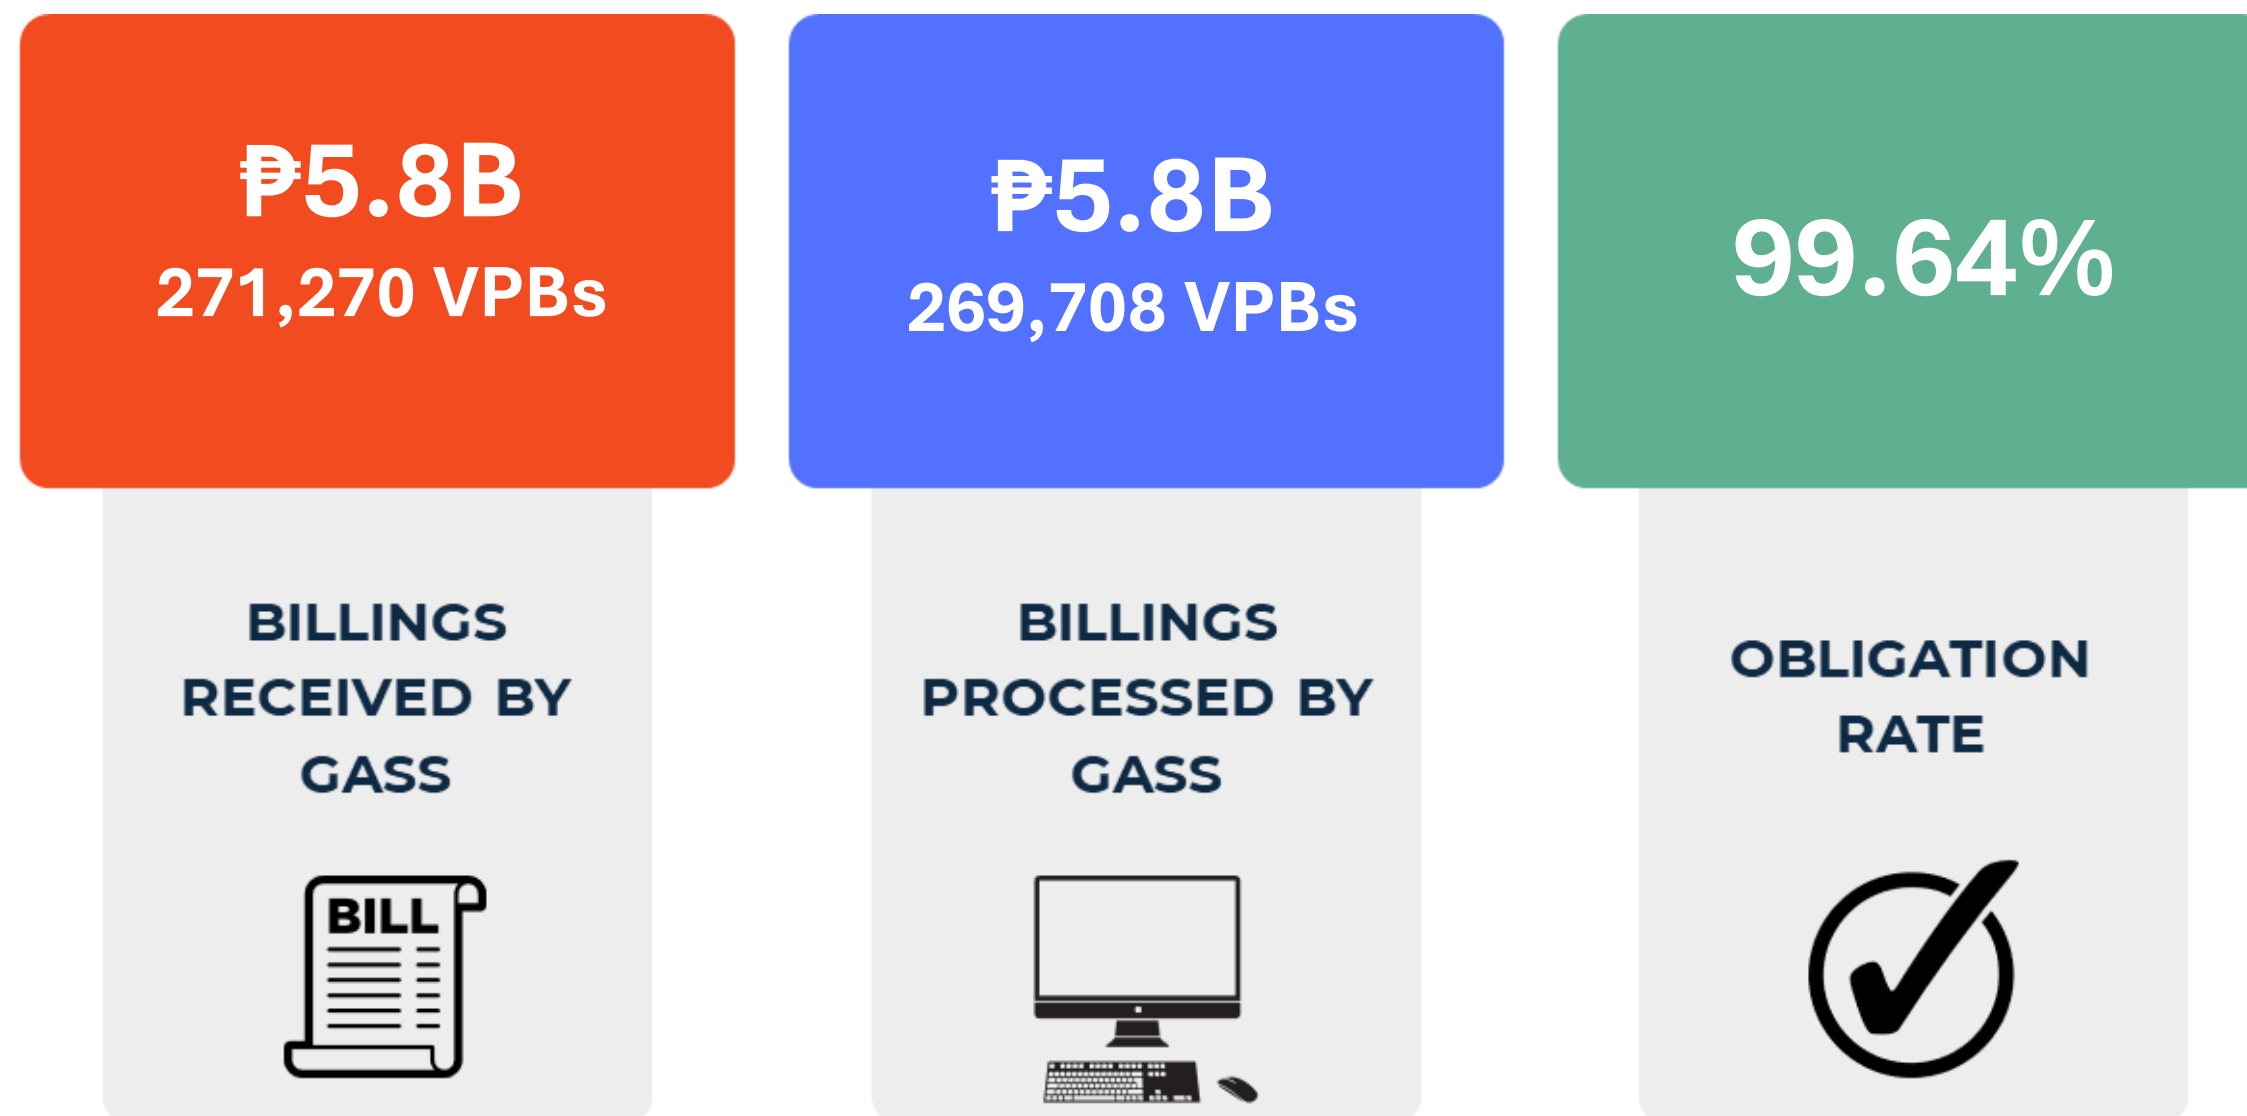 ₱5.8B
271,270 VPBs
BILLINGS
RECEIVED BY
GASS
BILL
₱5.8B
269,708 VPBs
BILLINGS
PROCESSED BY
GASS
99.64%
OBLIGATION
RATE